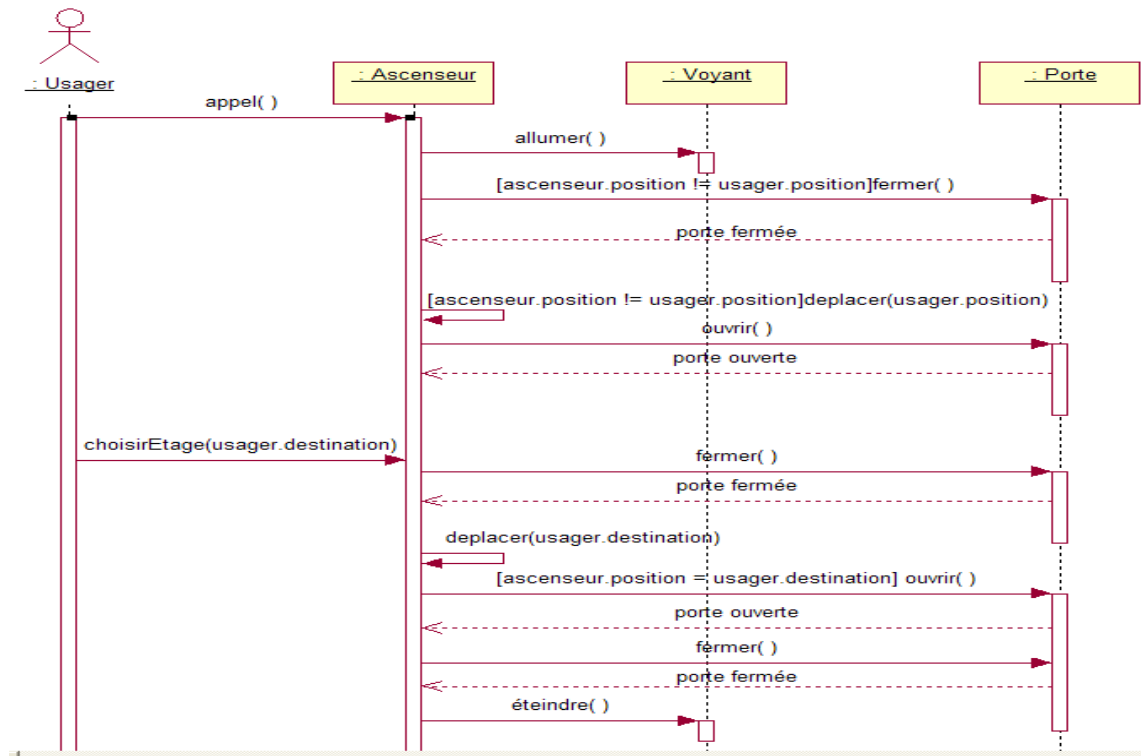 : Usager
: Ascenseur
: Voyant
: Porte
appel( )
allumer( )
[ascenseur.position != usager.position]fermer( )
porte fermée
[ascenseur.position != usager.position]deplacer(usager.position)
ouvrir( )
porte ouverte
choisirEtage(usager.destination)
fermer( )
porte fermée
deplacer(usager.destination)
[ascenseur.position = usager.destination] ouvrir( )
porte ouverte
fermer( )
porte fermée
éteindre( )